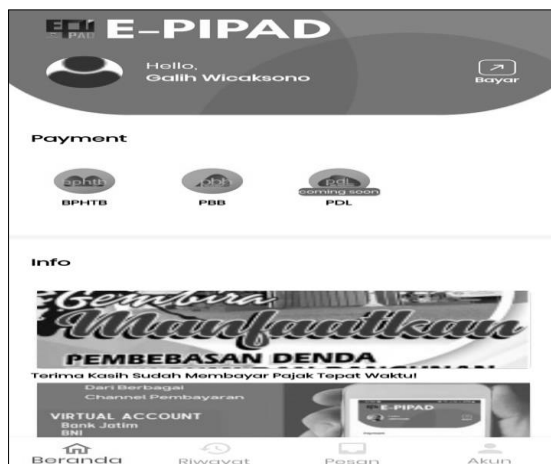 E-PIPAD
Hello,
Galih Wicaksono
Bayar
Payment
bphtb
pbb
pdl
coming soon
BPHTB
PBB
PDL
Info
Gembira
Manfaatkan
PEMBEBASAN DENDA
Terima Kasih Sudah Membayar Pajak Tepat Waktu!
Dari Berbagai
Channel Pembayaran
VIRTUAL ACCOUNT
Bank Jatim
BNI
E-PIPAD
Beranda
Riwayat
Pesan
Akun